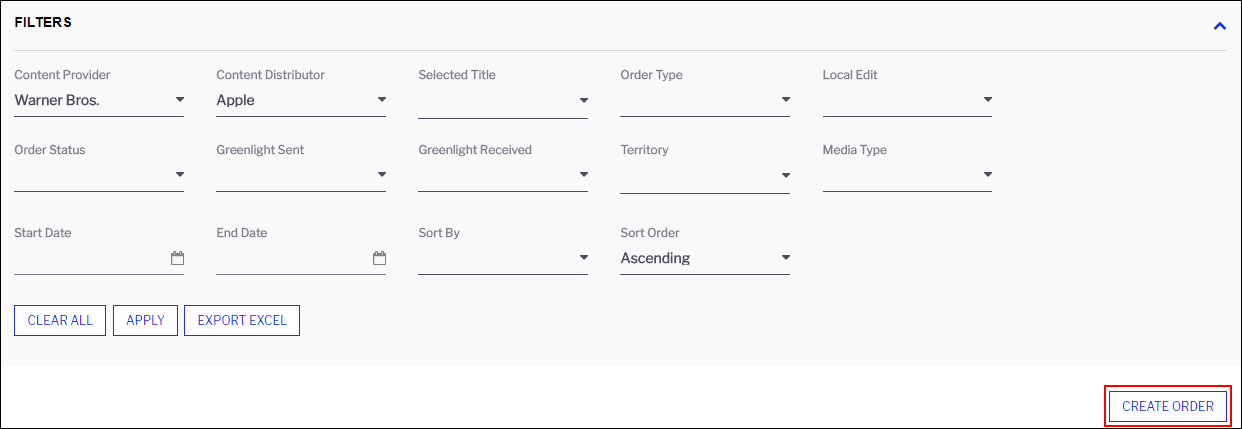 FILTERS
Content Provider Content Distributor Selected Title Order Type Local Edit
Warner Bros. Apple
Order Status Greenlight Sent Greenlight Received Territory Media Type
Start Date End Date Sort By Sort Order
Ascending
CLEAR ALL APPLY EXPORT EXCEL
CREATE ORDER